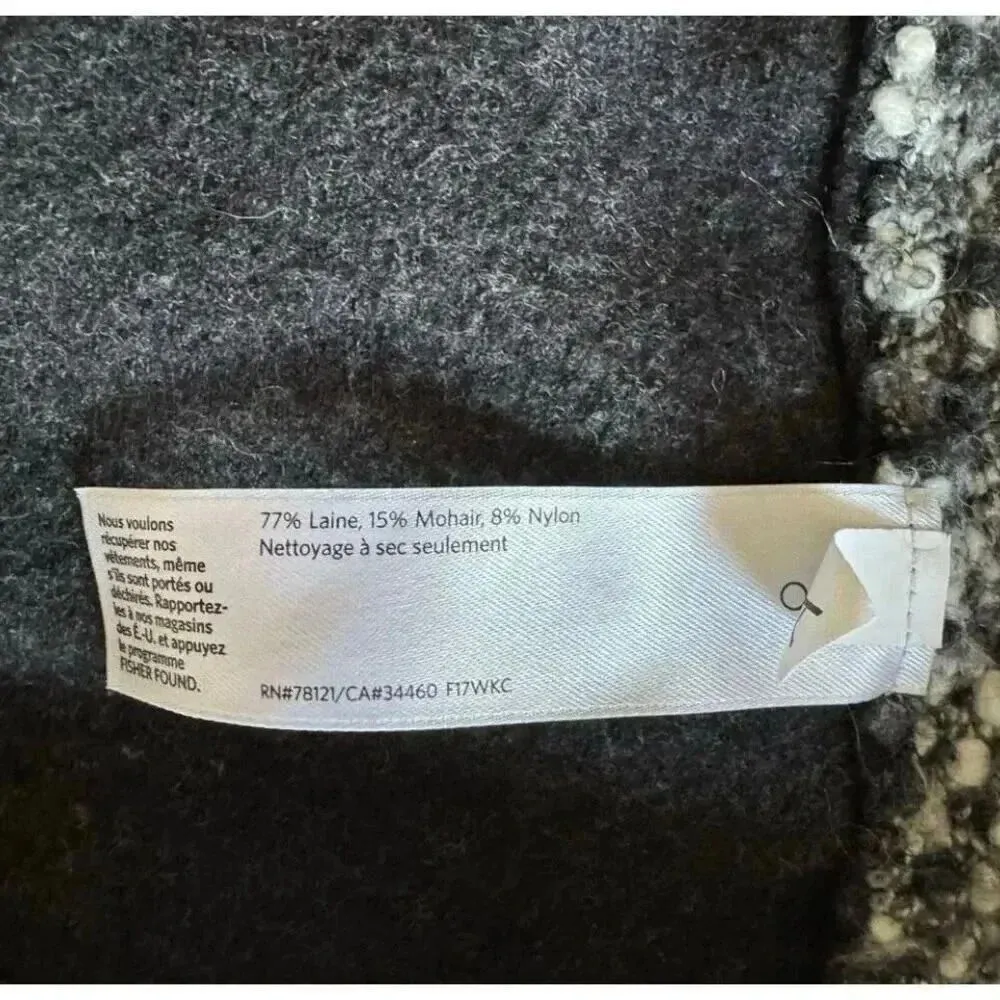 Nous voulons
récupérer nos
vêtements, même
s'ils sont portés ou
déchirés. Rapportez-
les à nos magasins
des É.-U. et appuyez
le programme
FISHER FOUND.
77% Laine, 15% Mohair, 8% Nylon
Nettoyage à sec seulement
RN#78121/CA#34460 F17WKC